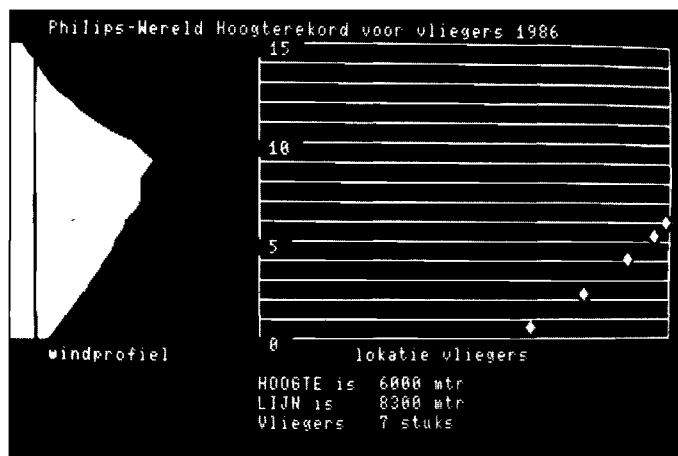 Philips-Wereld Hoogterekord voor vliegers 1986
15
10
5
0
windprofiel
lokatie vliegers
HOOGTE is 6000 mtr
LIJN is 8300 mtr
Vliegers 7 stuks